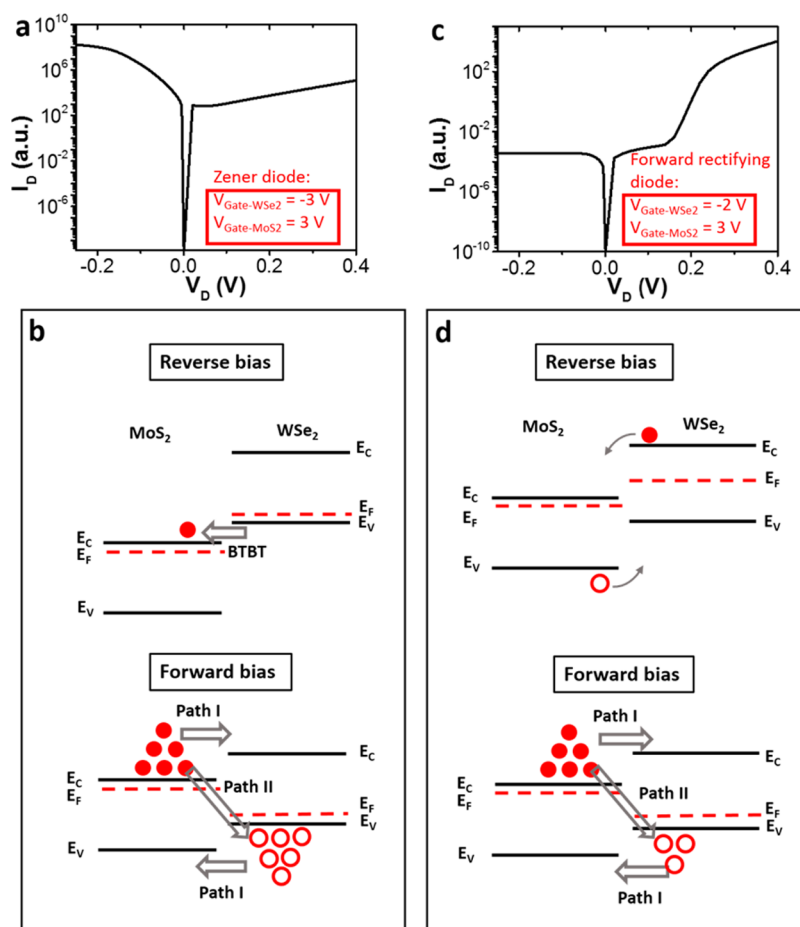 a
10^10
10^8
10^6
10^4
10^2
10^-2
10^-6
I_D (a.u.)
-0.2
0.0
0.2
0.4
V_D (V)
Zener diode:
V_Gate-WSe2 = -3 V
V_Gate-MoS2 = 3 V
c
10^2
10^-2
10^-6
10^-10
I_D (a.u.)
-0.2
0.0
0.2
0.4
V_D (V)
Forward rectifying
diode:
V_Gate-WSe2 = -2 V
V_Gate-MoS2 = 3 V
b
Reverse bias
MoS₂
WSe₂
E_C
E_F
E_V
E_C
E_F
BTBT
E_V
Forward bias
Path I
E_C
E_C
E_F
Path II
E_F
E_V
E_V
Path I
d
Reverse bias
MoS₂
WSe₂
E_C
E_F
E_C
E_F
E_V
E_V
Forward bias
Path I
E_C
E_C
E_F
Path II
E_F
E_V
E_V
Path I